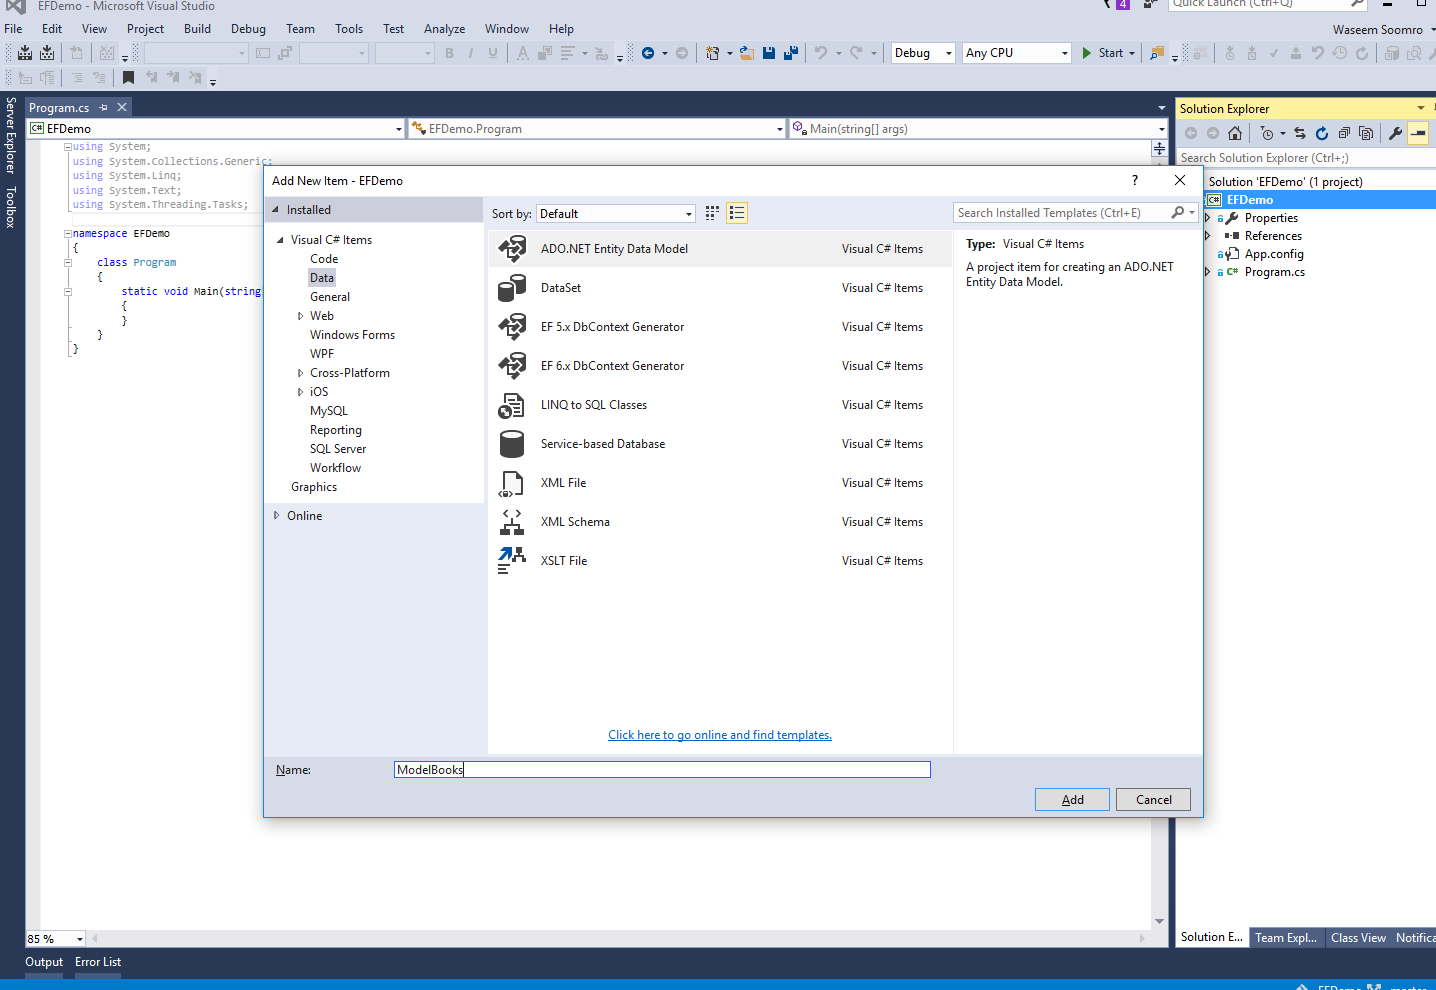 EFDemo - Microsoft Visual Studio
4
Quick Launch (Ctrl+Q)
File Edit View Project Build Debug Team Tools Test Analyze Window Help
Waseem Soomro
B I U A Debug Any CPU Start
Server Explorer
Toolbox
Program.cs
C# EFDemo
EFDemo.Program
Main(string[] args)
using System;
using System.Collections.Generic;
using System.Linq;
using System.Text;
using System.Threading.Tasks;
namespace EFDemo
{
class Program
{
static void Main(string
{
}
}
}
85 %
Output Error List
Add New Item - EFDemo
?
Installed
Visual C# Items
Code
Data
General
Web
Windows Forms
WPF
Cross-Platform
iOS
MySQL
Reporting
SQL Server
Workflow
Graphics
Online
Sort by: Default
Search Installed Templates (Ctrl+E)
ADO.NET Entity Data Model Visual C# Items
DataSet Visual C# Items
EF 5.x DbContext Generator Visual C# Items
EF 6.x DbContext Generator Visual C# Items
LINQ to SQL Classes Visual C# Items
Service-based Database Visual C# Items
XML File Visual C# Items
XML Schema Visual C# Items
XSLT File Visual C# Items
Click here to go online and find templates.
Type: Visual C# Items
A project item for creating an ADO.NET
Entity Data Model.
Name: ModelBooks
Add Cancel
Solution Explorer
Search Solution Explorer (Ctrl+;)
Solution 'EFDemo' (1 project)
C# EFDemo
Properties
References
App.config
C# Program.cs
Solution E... Team Expl... Class View Notifica
EFDemo master